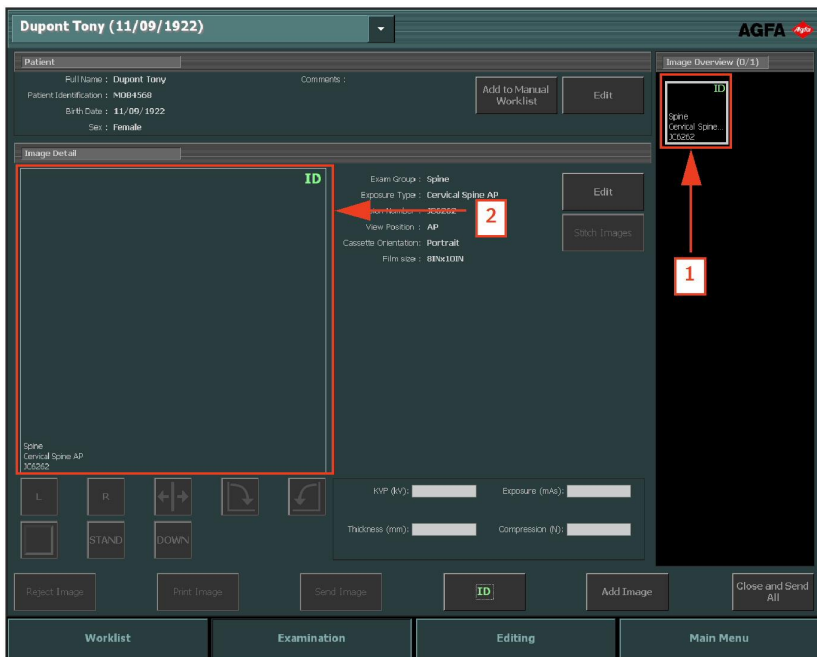 Dupont Tony (11/09/1922)
AGFA Agfa
Patient
Full Name : Dupont Tony
Comments :
Patient Identification : M084568
Birth Date : 11/09/1922
Sex : Female
Add to Manual
Worklist
Edit
Image Overview (0/1)
ID
Spine
Cervical Spine...
JC6262
1
Image Detail
ID
2
Spine
Cervical Spine AP
JC6262
Exam Group : Spine
Exposure Type : Cervical Spine AP
Number : JC6262
View Position : AP
Cassette Orientation: Portrait
Film size : 8INx10IN
Edit
Stitch Images
L
R
STAND
DOWN
KVP (kV):
Exposure (mAs):
Thickness (mm):
Compression (N):
Reject Image
Print Image
Send Image
ID
Add Image
Close and Send
All
Worklist
Examination
Editing
Main Menu